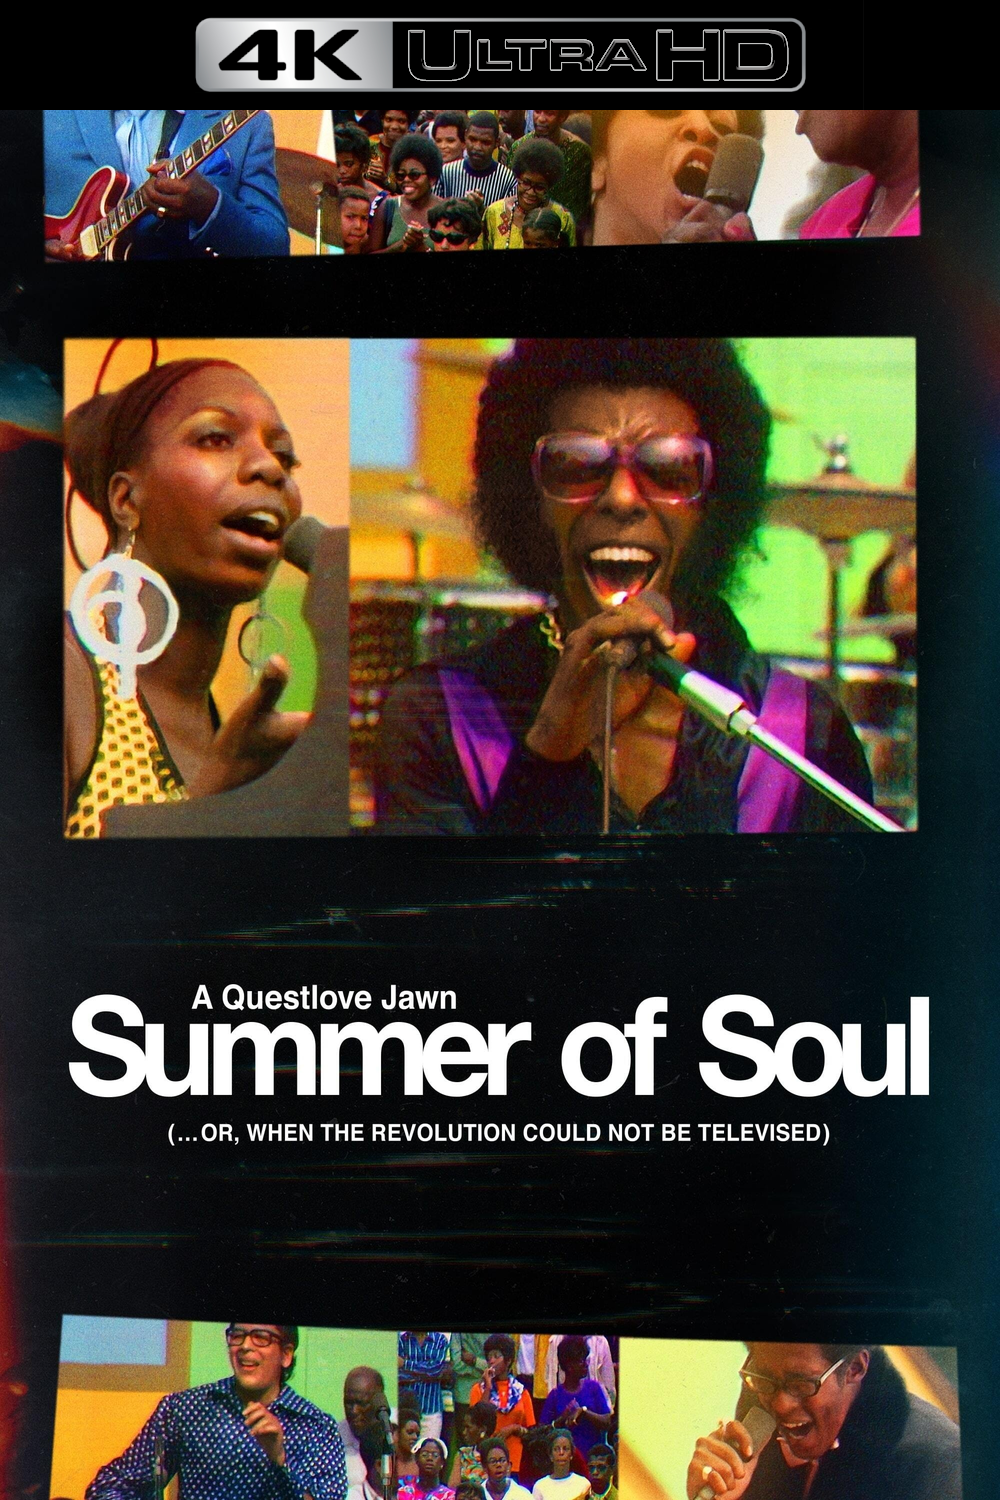 4K ULTRA HD
A Questlove Jawn
Summer of Soul
(...OR, WHEN THE REVOLUTION COULD NOT BE TELEVISED)